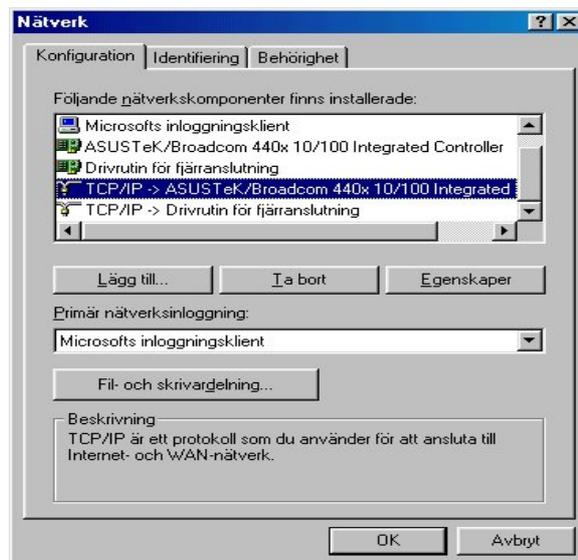 Nätverk
Konfiguration Identifiering Behörighet
Följande nätverkskomponenter finns installerade:
Microsofts inloggningsklient
ASUSTeK/Broadcom 440x 10/100 Integrated Controller
Drivrutin för fjärranslutning
TCP/IP -> ASUSTeK/Broadcom 440x 10/100 Integrated
TCP/IP -> Drivrutin för fjärranslutning
Lägg till... Ta bort Egenskaper
Primär nätverksinloggning:
Microsofts inloggningsklient
Fil- och skrivardelning...
Beskrivning
TCP/IP är ett protokoll som du använder för att ansluta till
Internet- och WAN-nätverk.
OK Avbryt